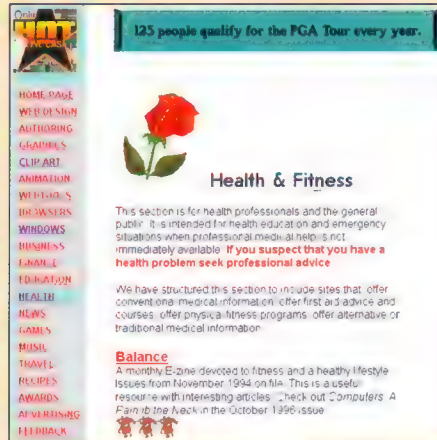 Online
HOT
125 people qualify for the PGA Tour every year.
HOME PAGE
WEB DESIGN
AUTHORING
GRAPHICS
CLIP ART
ANIMATION
WEB TOOLS
BROWSERS
WINDOWS
BUSINESS
FINANCE
EDUCATION
HEALTH
NEWS
GAMES
MUSIC
TRAVEL
RECIPES
AWARDS
ADVERTISING
FEEDBACK
Health & Fitness
This section is for health professionals and the general
public. It is intended for health education and emergency
situations when professional medical help is not
immediately available. If you suspect that you have a
health problem seek professional advice
We have structured this section to include sites that: offer
conventional medical information, offer first aid advice and
courses, offer physical fitness programs, offer alternative or
traditional medical information.
Balance
A monthly E-zine devoted to fitness and a healthy lifestyle.
Issues from November 1994 on file. This is a useful
resource with interesting articles. Check out Computers: A
Pain in the Neck in the October 1996 issue.